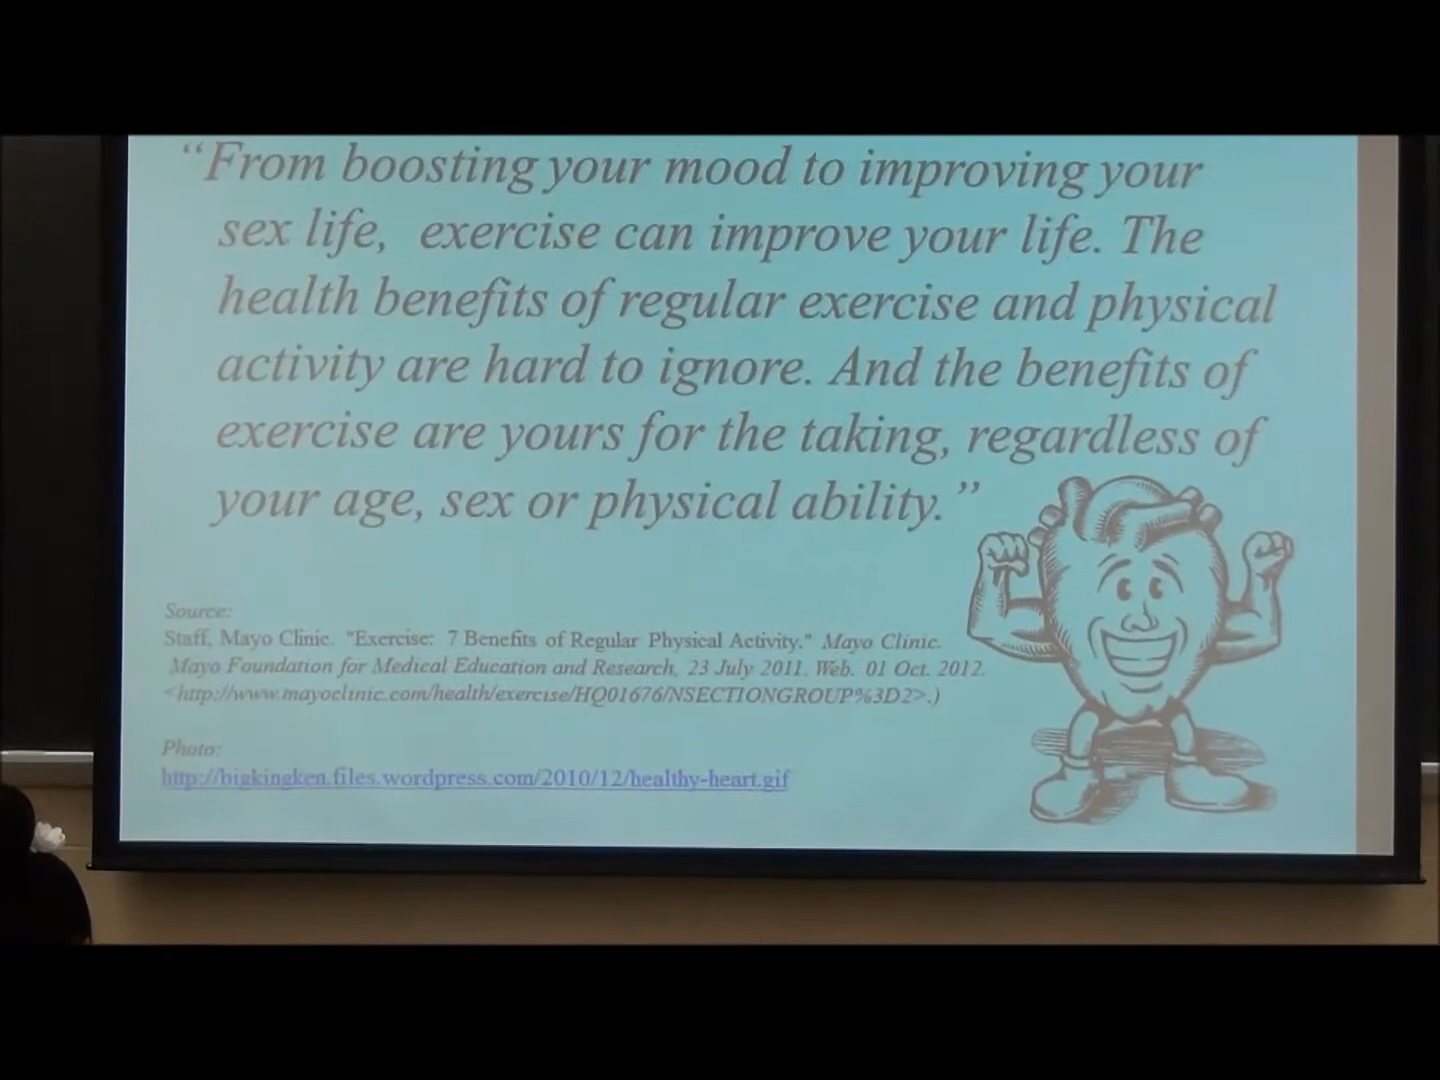 “From boosting your mood to improving your
sex life, exercise can improve your life. The
health benefits of regular exercise and physical
activity are hard to ignore. And the benefits of
exercise are yours for the taking, regardless of
your age, sex or physical ability.”
Source:
Staff, Mayo Clinic. "Exercise: 7 Benefits of Regular Physical Activity." Mayo Clinic.
Mayo Foundation for Medical Education and Research, 23 July 2011. Web. 01 Oct. 2012.
<http://www.mayoclinic.com/health/exercise/HQ01676/NSECTIONGROUP%3D2>.)
Photo:
http://bigkingken.files.wordpress.com/2010/12/healthy-heart.gif